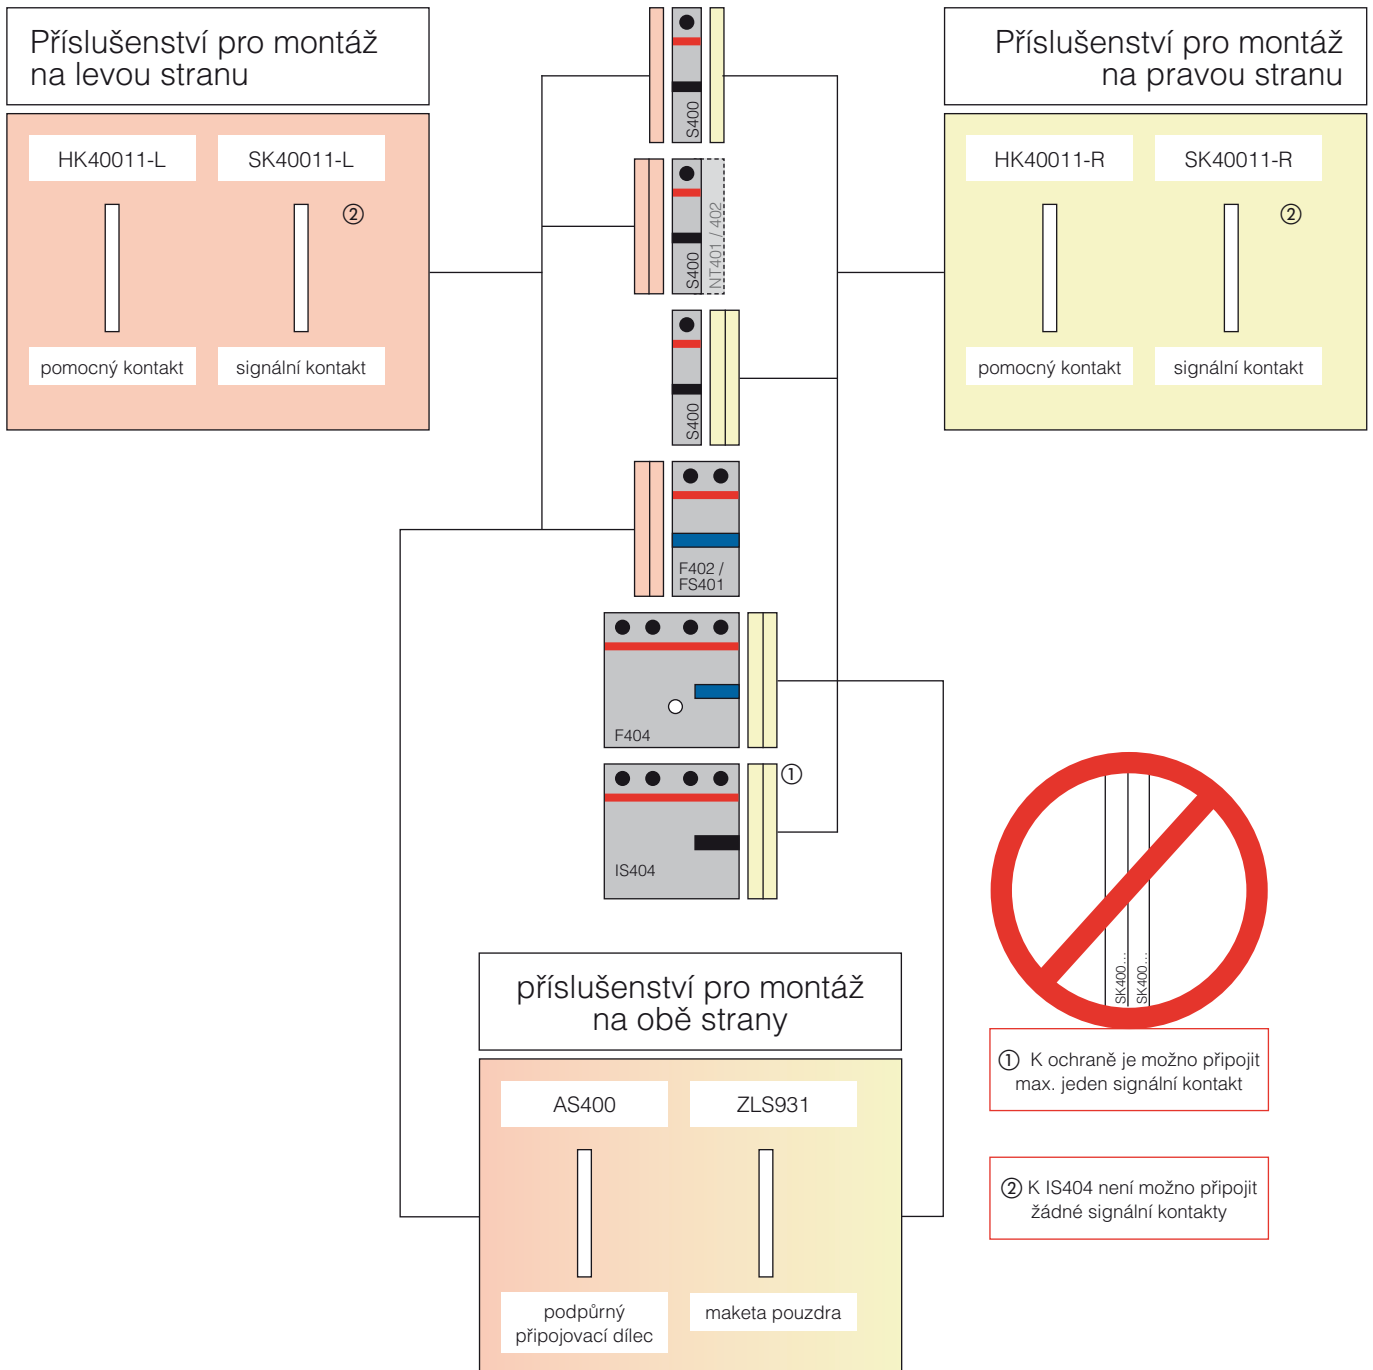 Příslušenství pro montáž
na levou stranu
HK40011-L
SK40011-L
②
pomocný kontakt
signální kontakt
S400
S400
NT401 / 402
S400
F402 /
FS401
F404
①
IS404
Příslušenství pro montáž
na pravou stranu
HK40011-R
SK40011-R
②
pomocný kontakt
signální kontakt
příslušenství pro montáž
na obě strany
AS400
ZLS931
podpůrný
připojovací dílec
maketa pouzdra
SK400...
SK400...
① K ochraně je možno připojit
max. jeden signální kontakt
② K IS404 není možno připojit
žádné signální kontakty